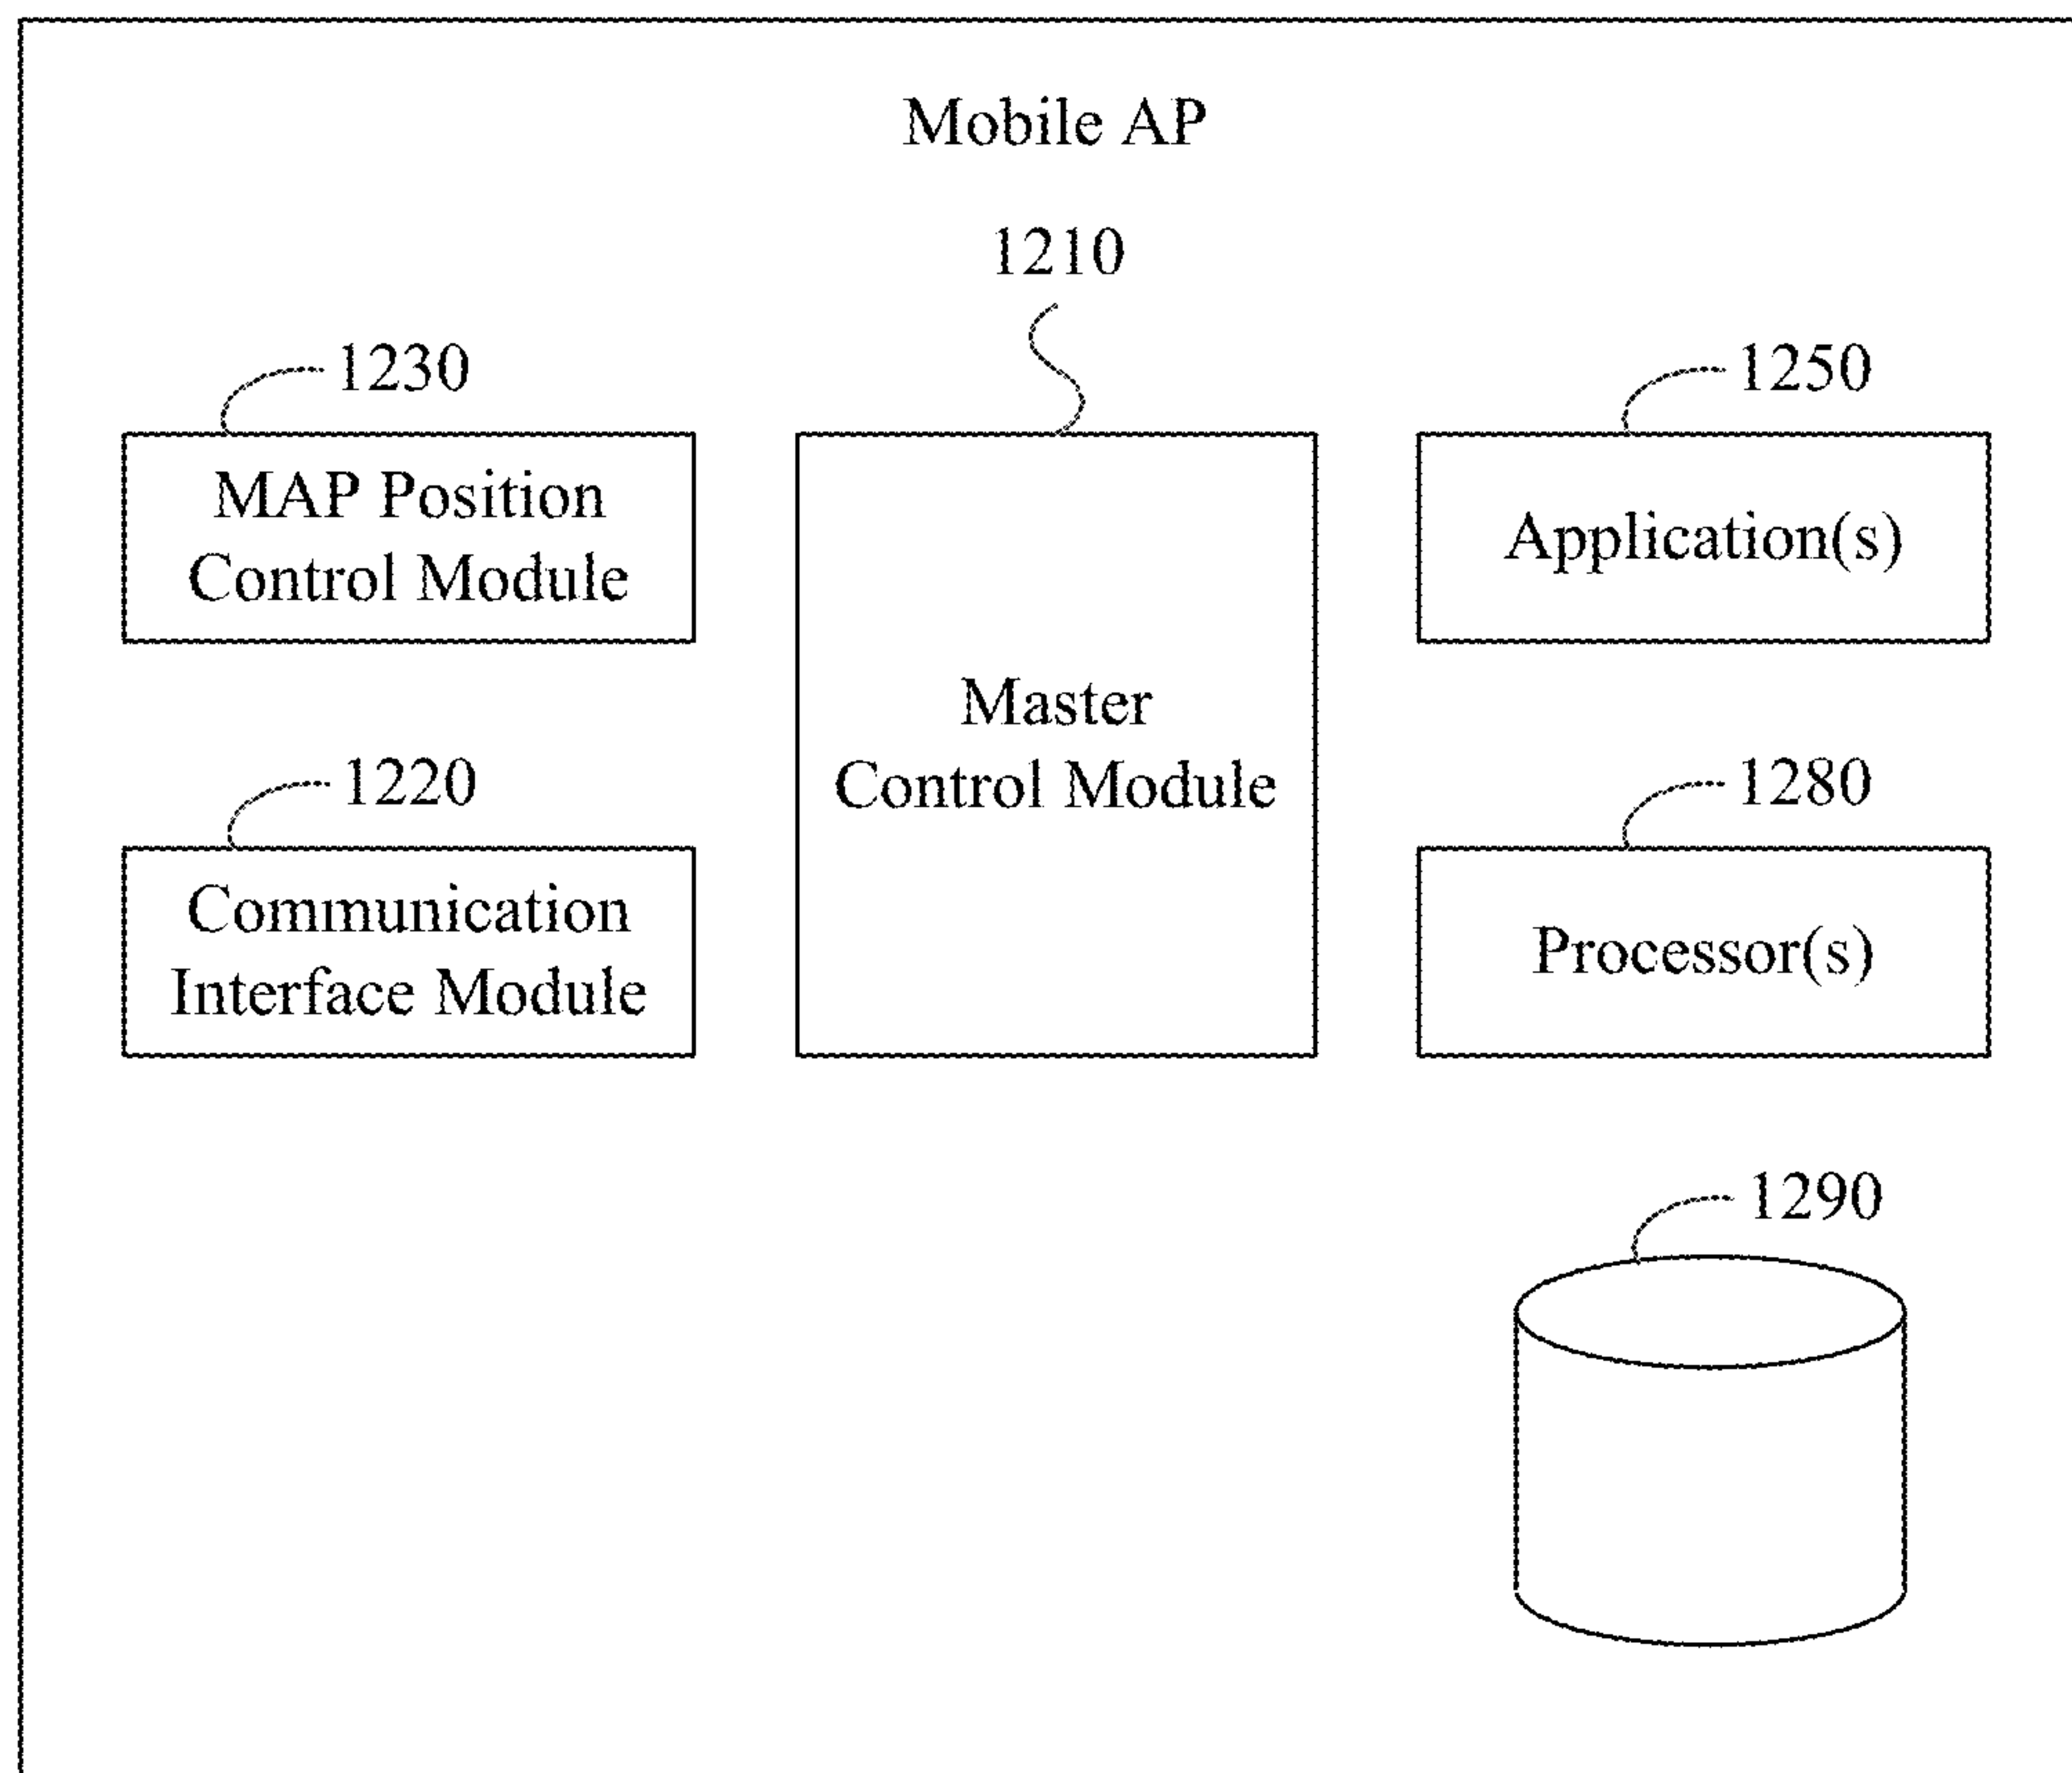 Mobile AP
1210
1230
1250
MAP Position
Control Module
Application(s)
Master
Control Module
1220
1280
Communication
Interface Module
Processor(s)
1290